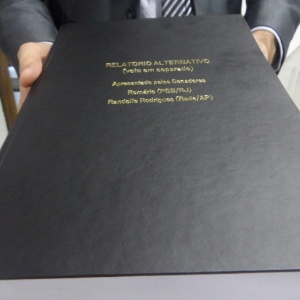 RELATÓRIO ALTERNATIVO
(voto em separado)
Apresentado pelos Senadores
Romário (PSB/RJ)
Randolfe Rodrigues (Rede/AP)